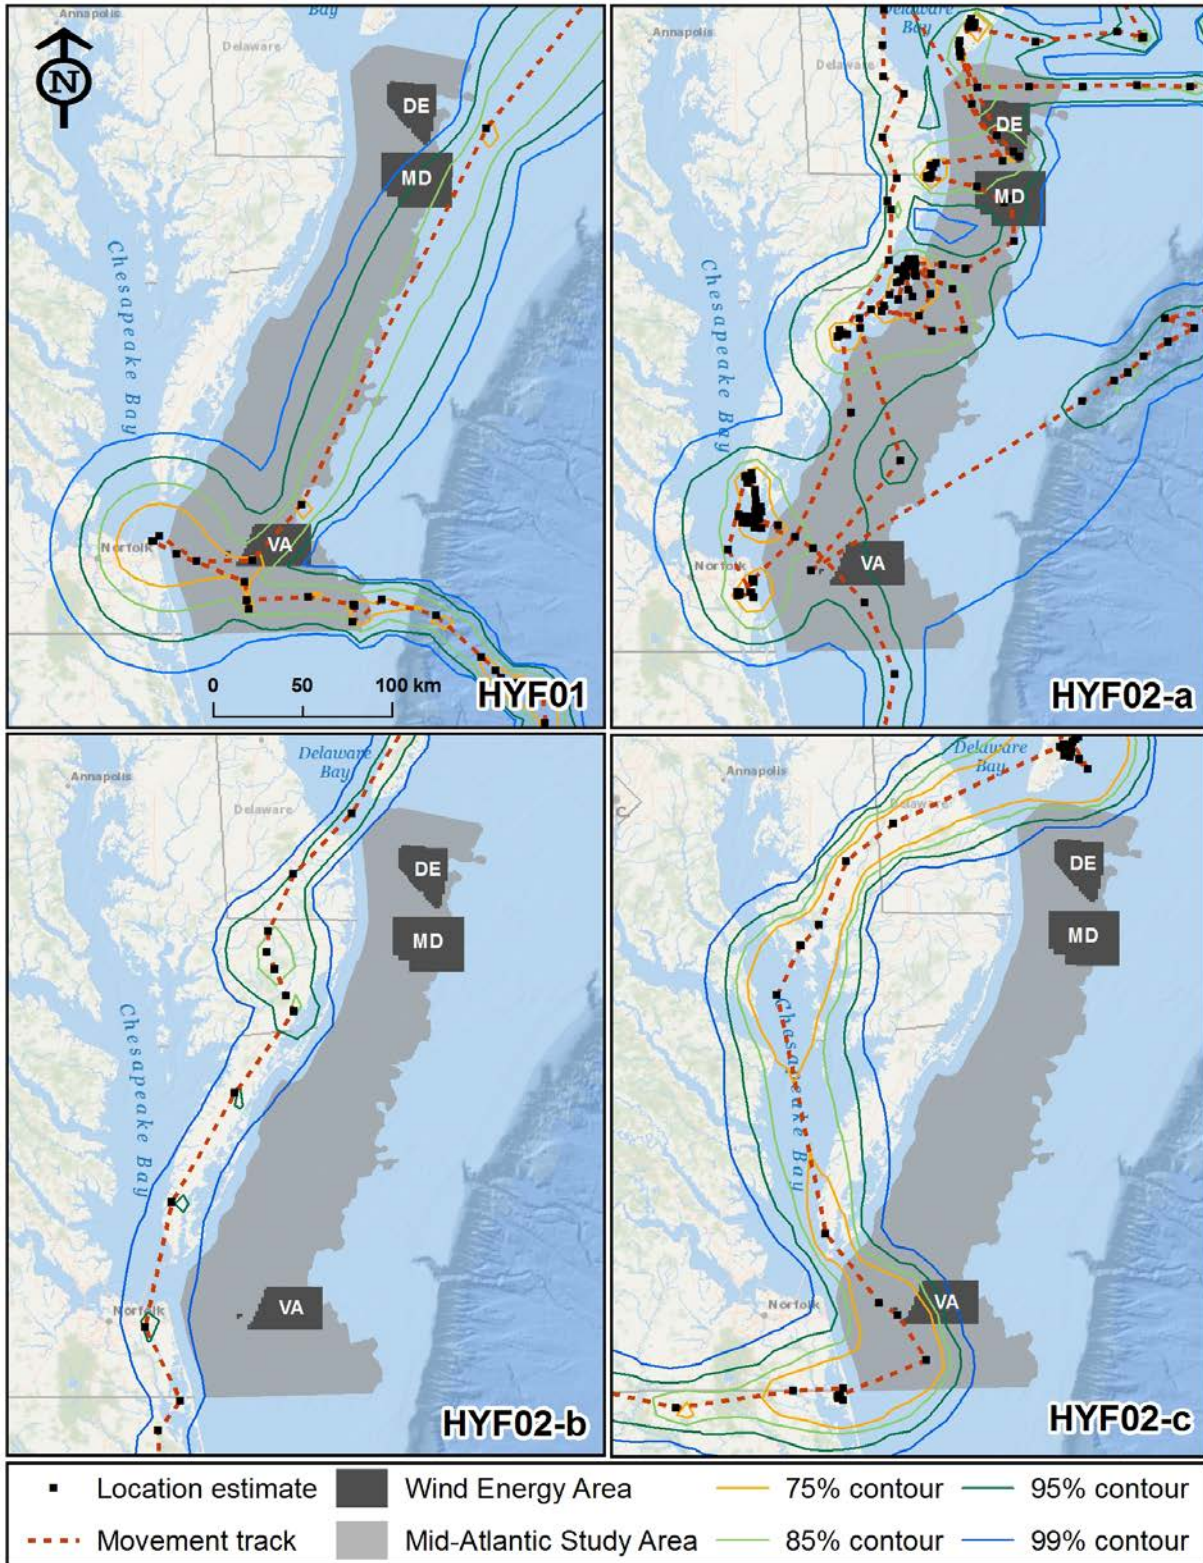 Annapolis
Bay
Delaware
N
DE
MD
Chesapeake Bay
Norfolk
VA
0 50 100 km
HYF01
Delaware
Bay
Annapolis
Delaware
DE
MD
Chesapeake Bay
Norfolk
VA
HYF02-a
Delaware
Bay
Annapolis
Delaware
DE
MD
Chesapeake Bay
Norfolk
VA
HYF02-b
Delaware
Bay
Annapolis
Delaware
DE
MD
Chesapeake Bay
Norfolk
VA
HYF02-c
Location estimate Wind Energy Area 75% contour 95% contour
Movement track Mid-Atlantic Study Area 85% contour 99% contour